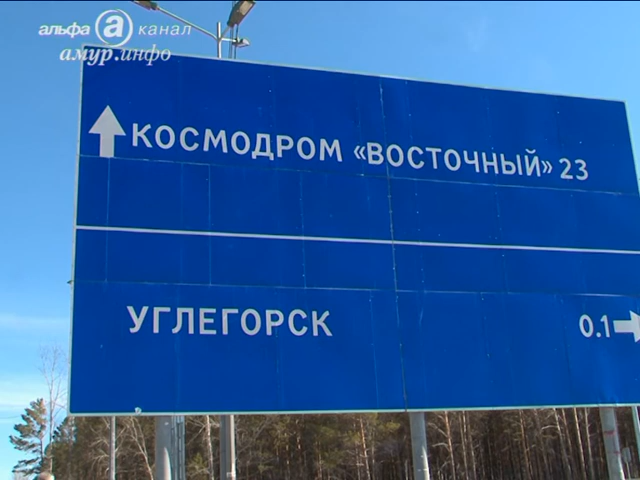 альфа а канал
амур.инфо
КОСМОДРОМ «ВОСТОЧНЫЙ» 23
УГЛЕГОРСК 0.1